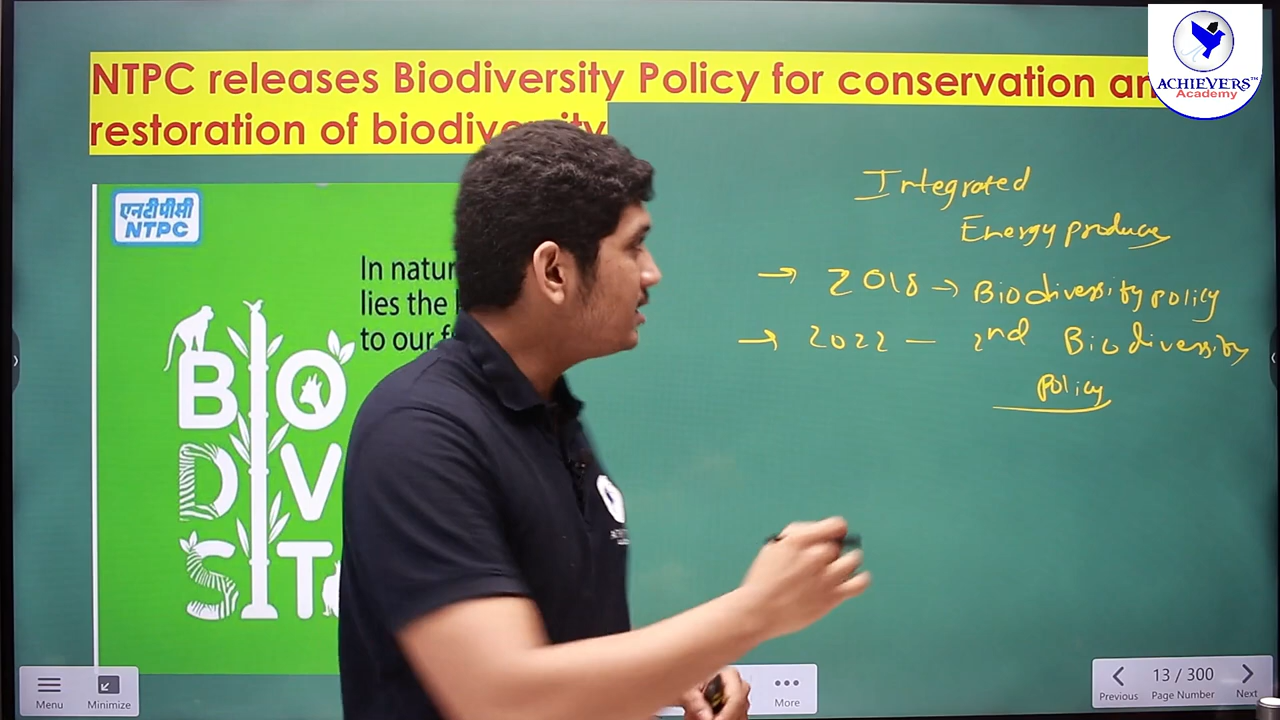 NTPC releases Biodiversity Policy for conservation an
restoration of biodiversity
ACHIEVERS™
Academy
एनटीपीसी
NTPC
In natur
lies the
to our f
BIO
DIV
SIT
Integrated
Energy produce
→ 2018 → Biodiversity policy
→ 2022 — 2nd Biodiversity
policy
Menu
Minimize
More
Previous
13 / 300
Page Number
Next